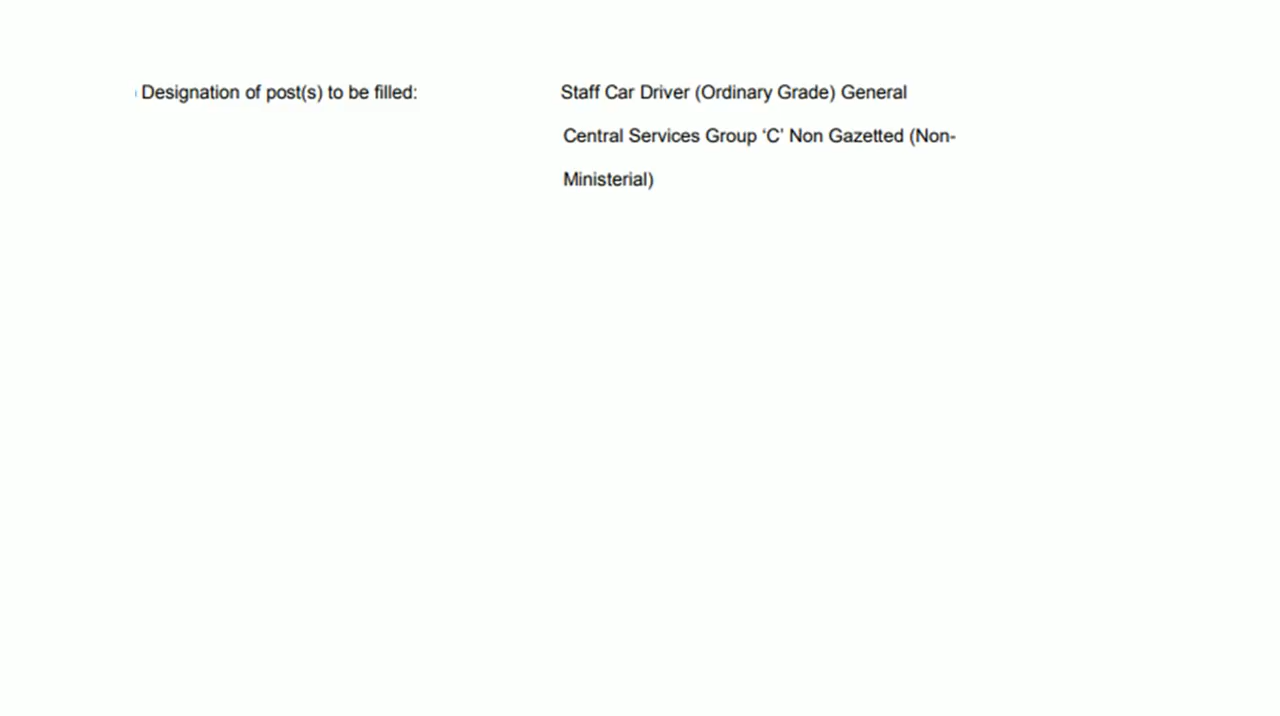 Designation of post(s) to be filled: Staff Car Driver (Ordinary Grade) General
Central Services Group ‘C’ Non Gazetted (Non-
Ministerial)